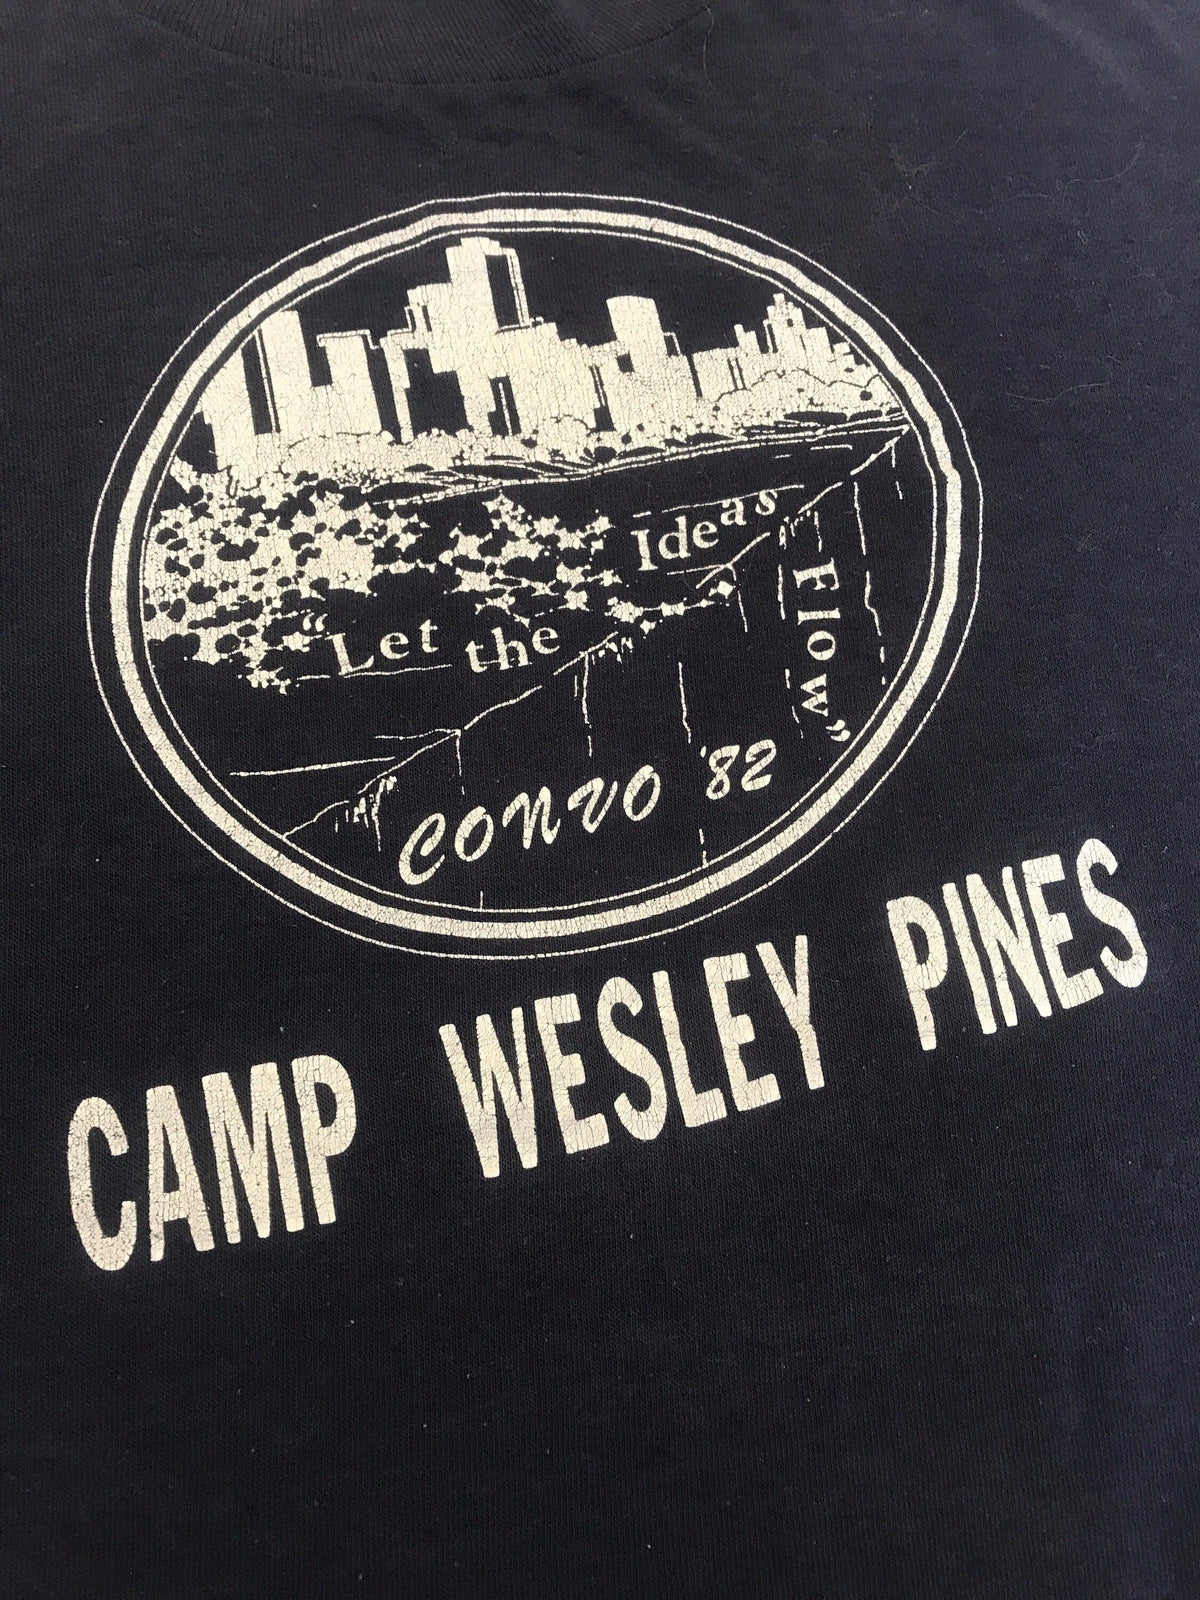 "Let the Ideas Flow"
CONVO '82
CAMP WESLEY PINES